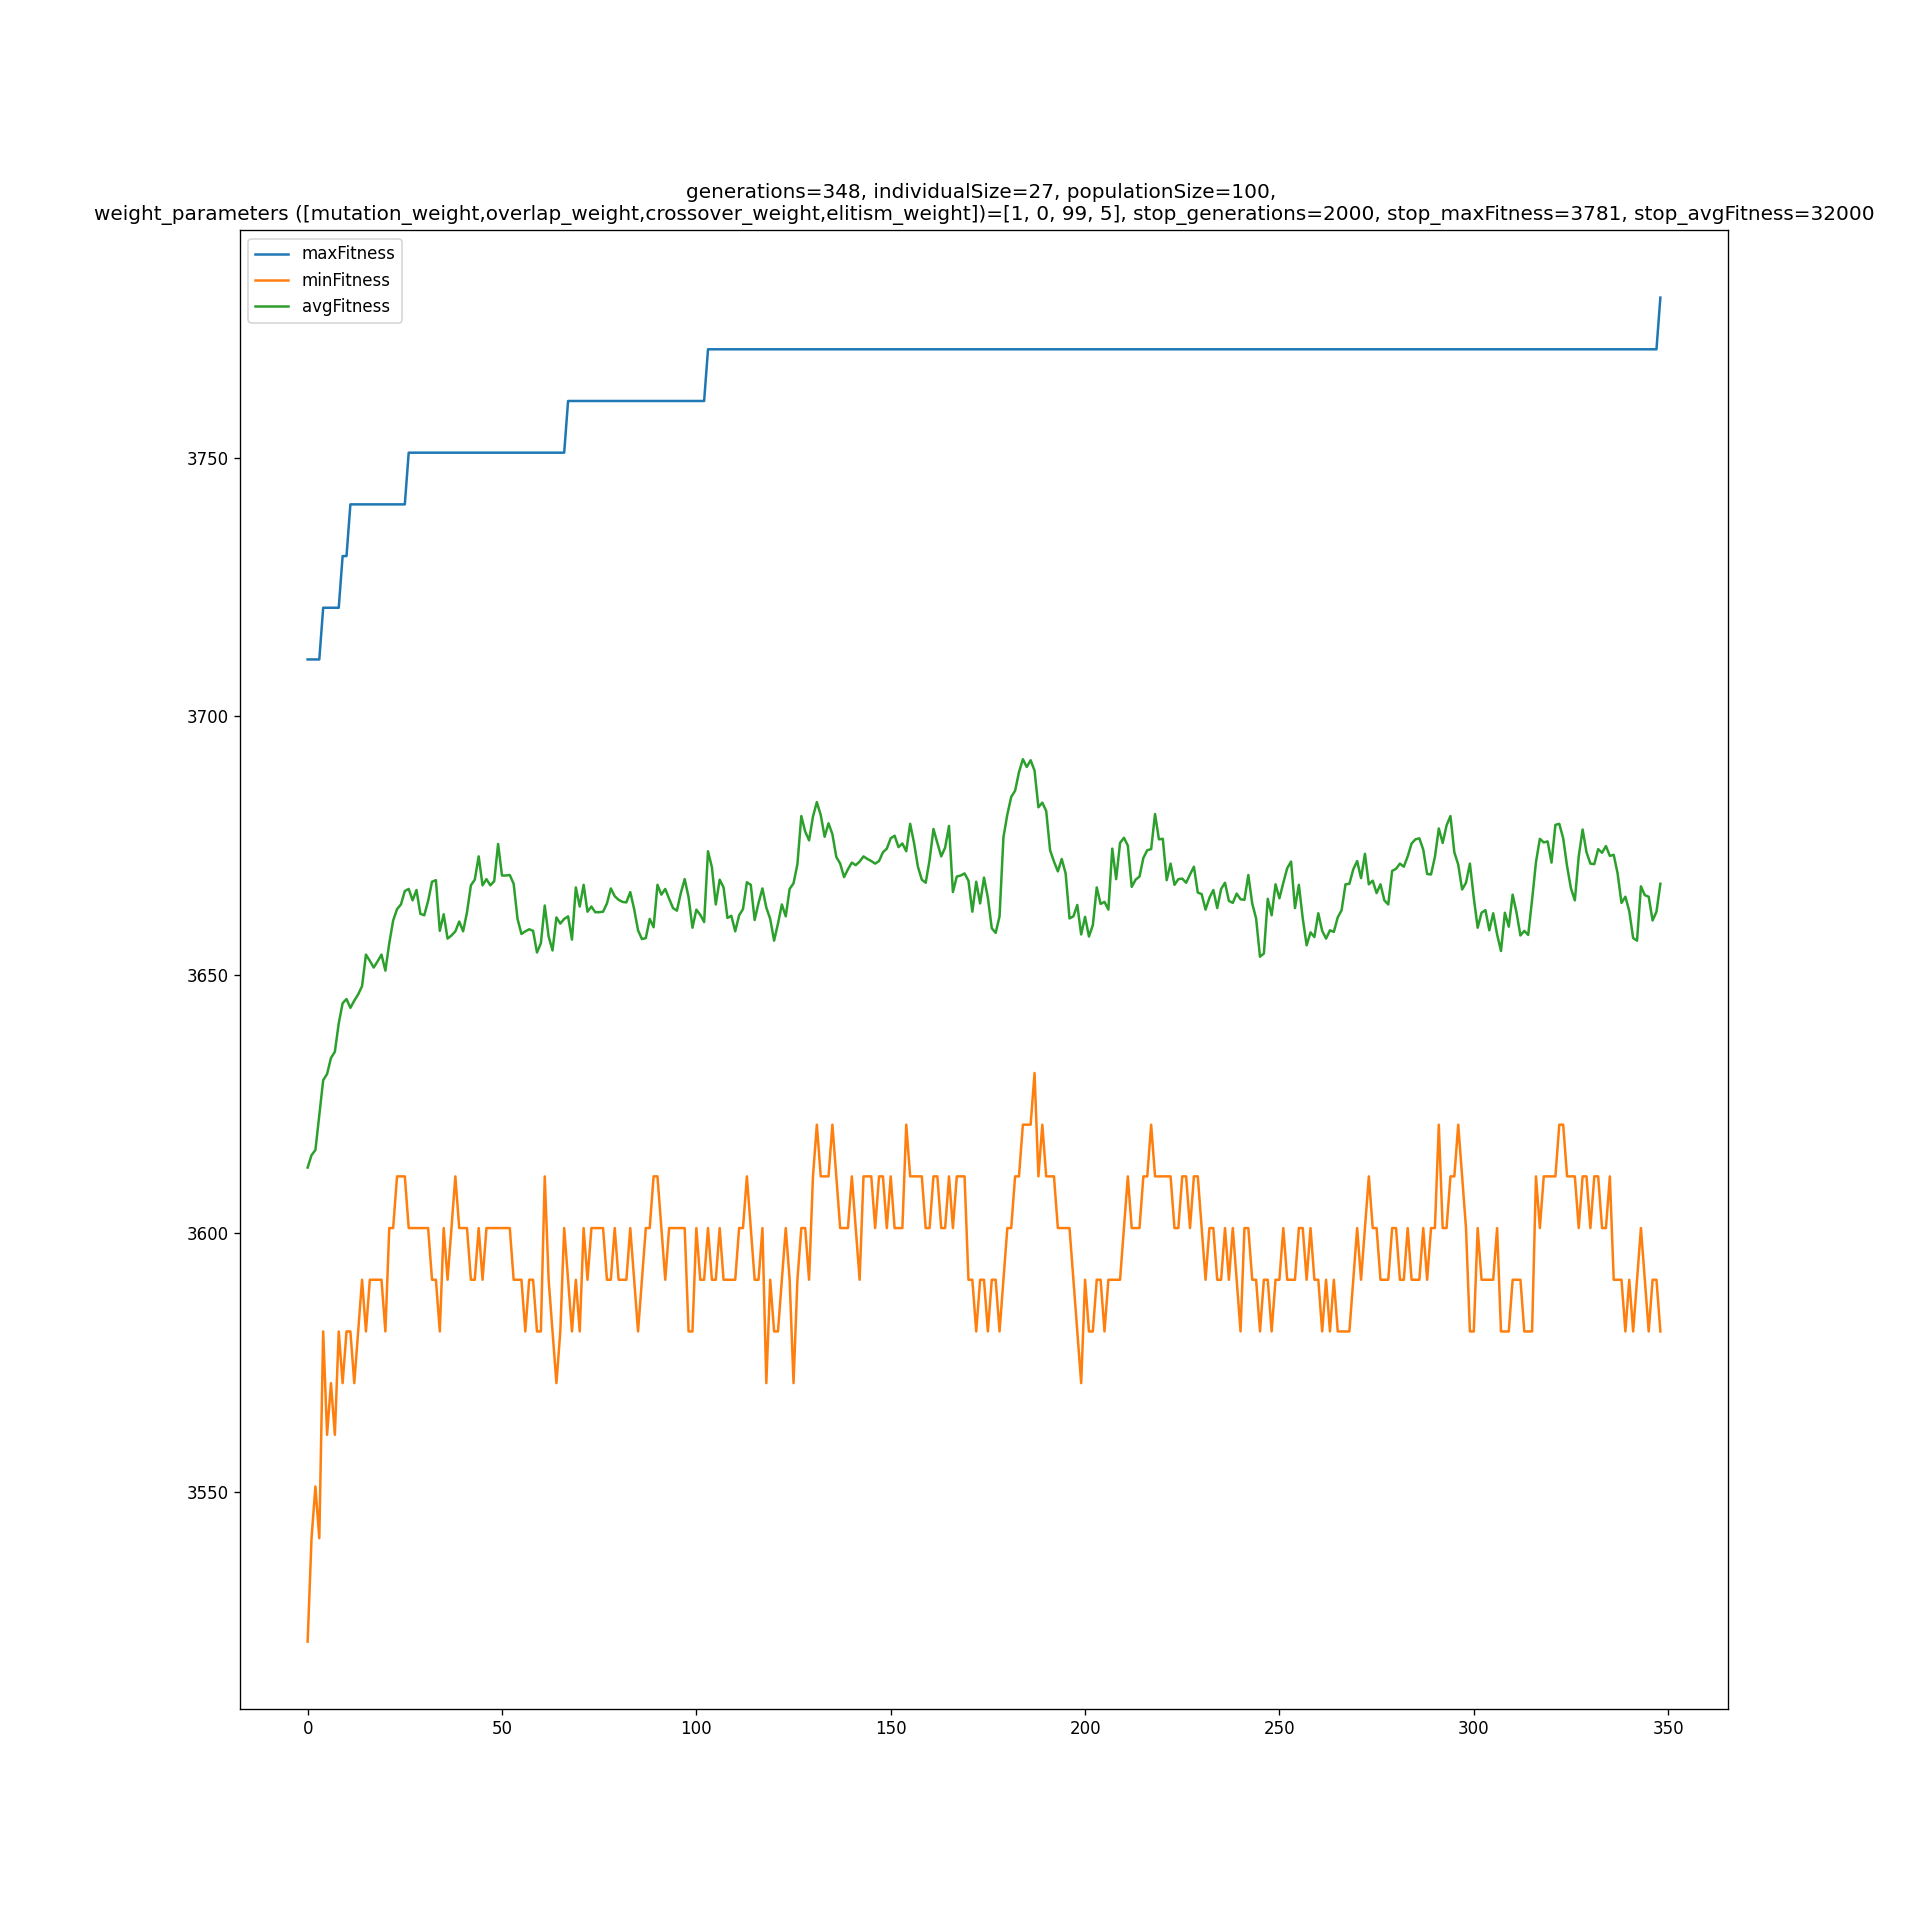 generations=348, individualSize=27, populationSize=100,
weight_parameters ([mutation_weight,overlap_weight,crossover_weight,elitism_weight])=[1, 0, 99, 5], stop_generations=2000, stop_maxFitness=3781, stop_avgFitness=32000
maxFitness
minFitness
avgFitness
3750
3700
3650
3600
3550
0 50 100 150 200 250 300 350